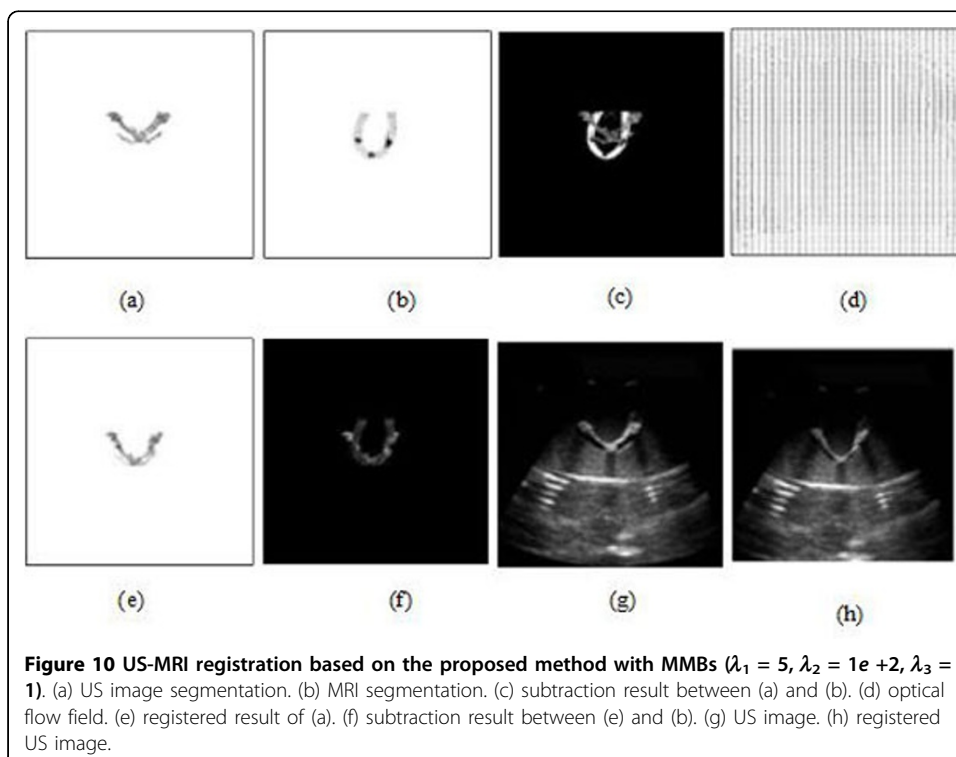 (a)
(b)
(c)
(d)
(e)
(f)
(g)
(h)
Figure 10 US-MRI registration based on the proposed method with MMBs (λ₁ = 5, λ₂ = 1e +2, λ₃ =
1). (a) US image segmentation. (b) MRI segmentation. (c) subtraction result between (a) and (b). (d) optical
flow field. (e) registered result of (a). (f) subtraction result between (e) and (b). (g) US image. (h) registered
US image.